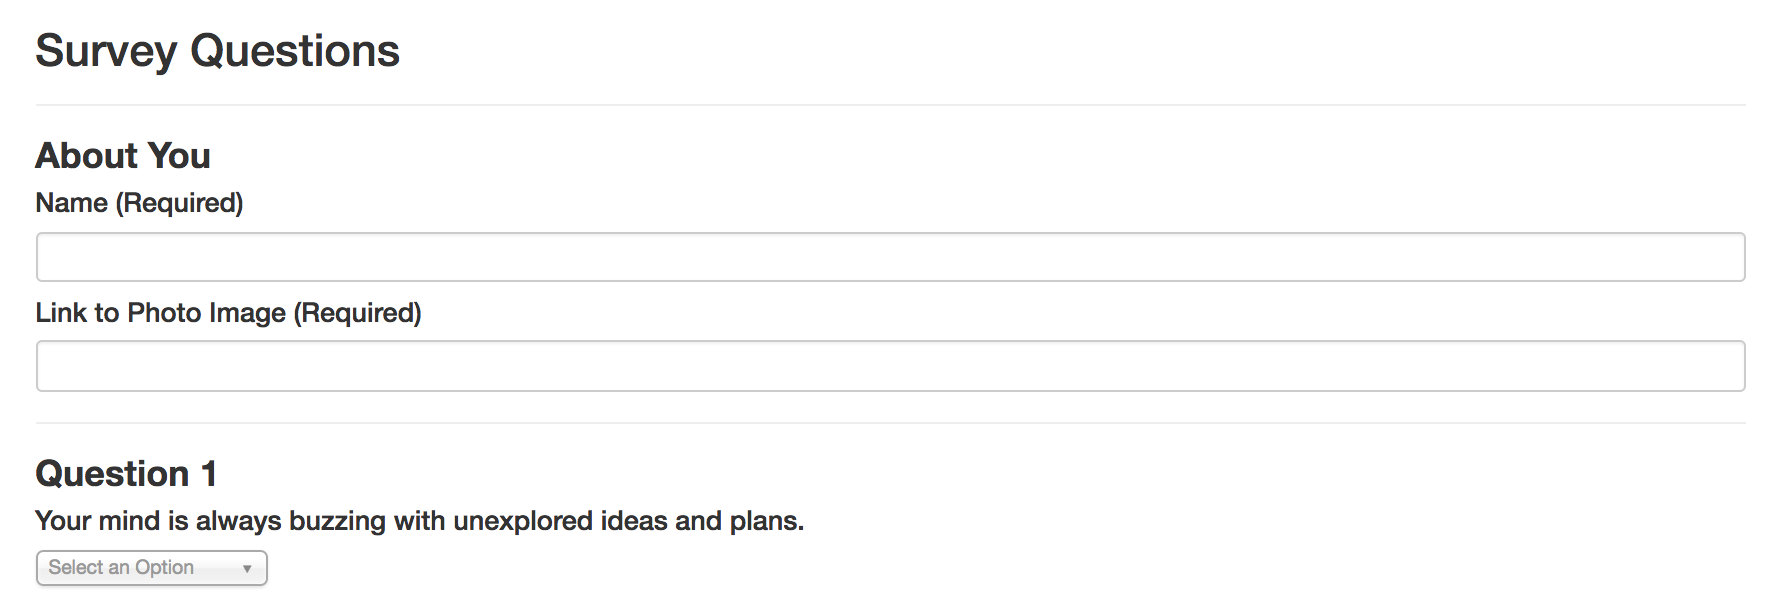 Survey Questions
About You
Name (Required)
Link to Photo Image (Required)
Question 1
Your mind is always buzzing with unexplored ideas and plans.
Select an Option